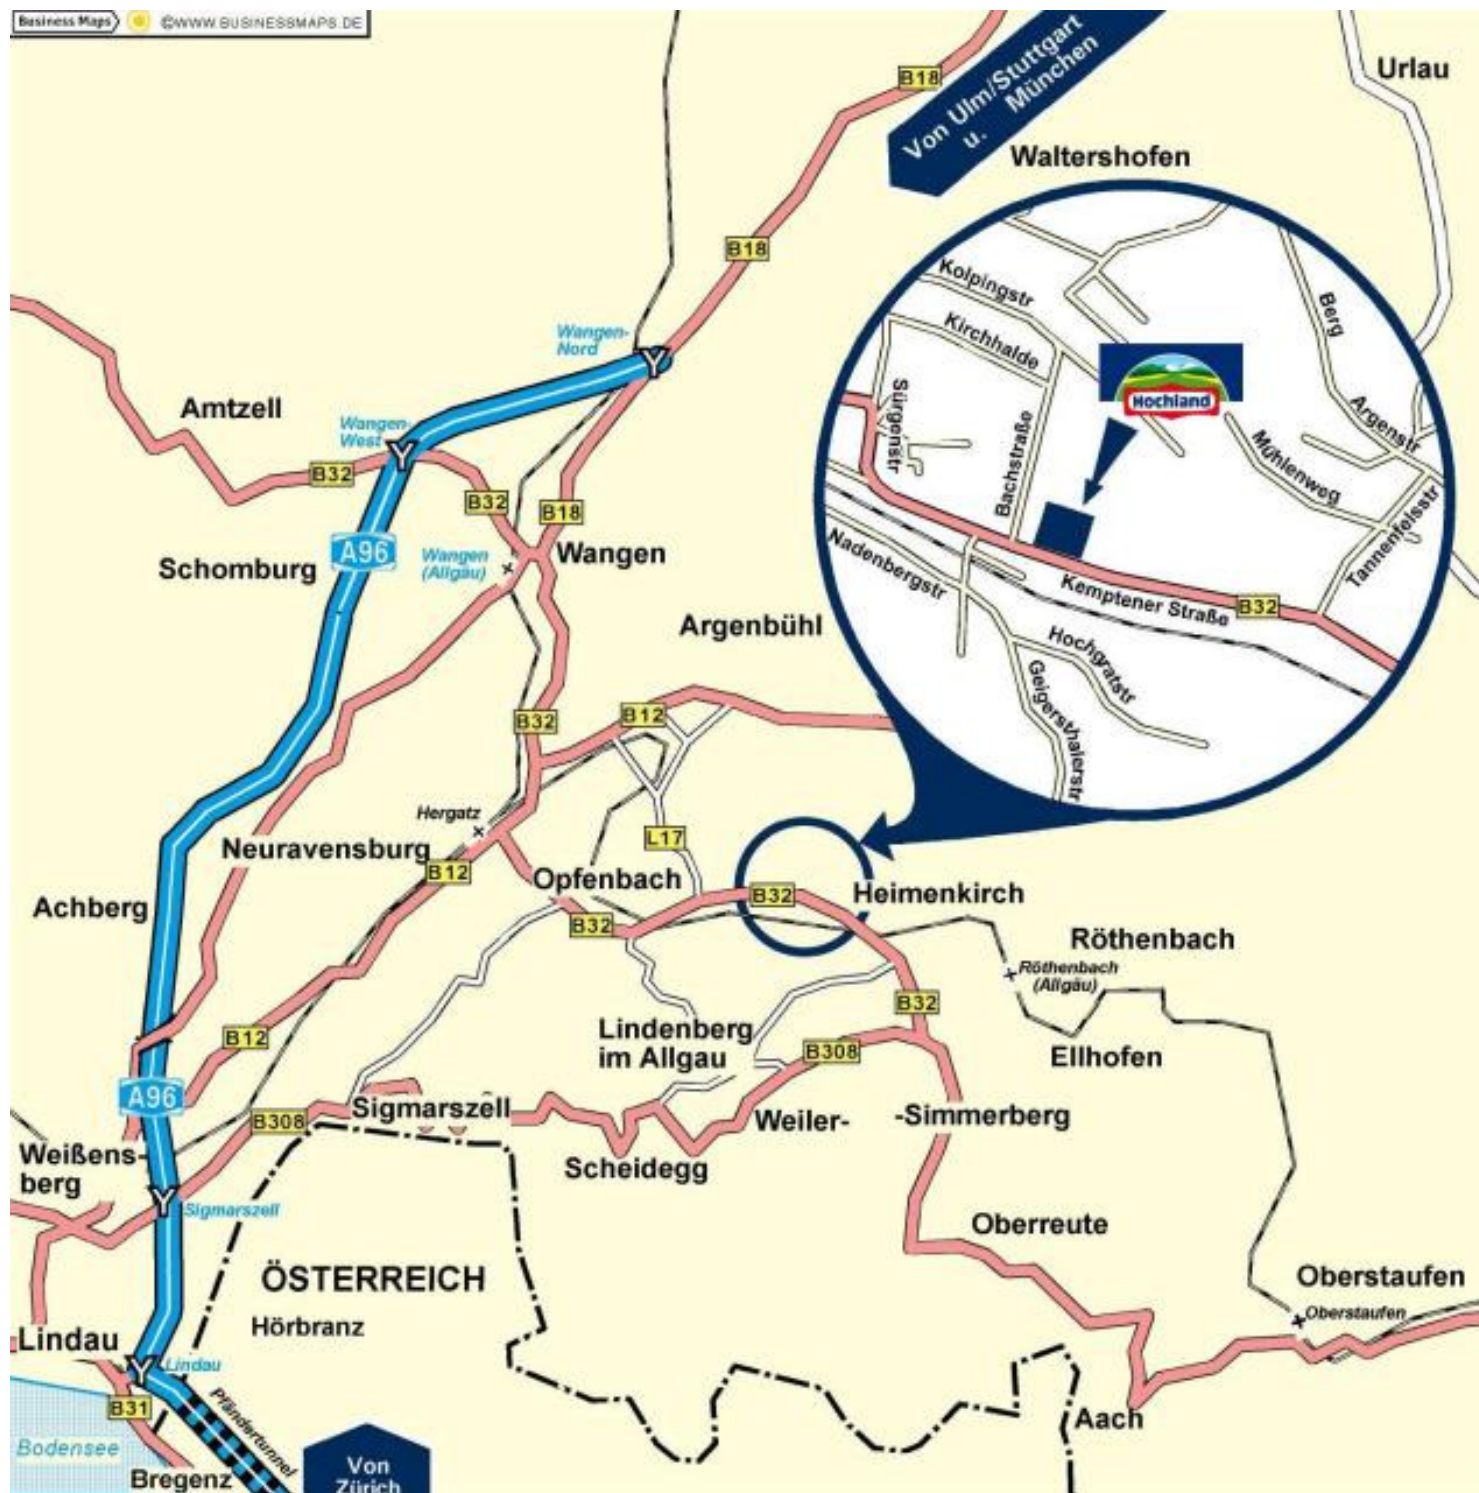 Business Maps ©WWW.BUSINESSMAPS.DE
B18
Von Ulm/Stuttgart
u. München
Urlau
Waltershofen
B18
Kolpingstr
Kirchhalde
Berg
Hochland
Sürgenstr
Bachstraße
Argenstr
Mühlenweg
Tannenfelsstr
Nadenbergstr
Kemptener Straße
B32
Hochgratstr
Geigersthalerstr
Wangen-
Nord
Amtzell
Wangen-
West
B32
B32
B18
A96
Schomburg
Wangen
(Allgäu)
Wangen
Argenbühl
B32
B12
Hergatz
L17
Neuravensburg
B12
Opfenbach
B32
Heimenkirch
Achberg
B32
Röthenbach
Röthenbach
(Allgäu)
B32
B12
Lindenberg
im Allgau
B308
Ellhofen
A96
B308
Sigmarszell
Weiler-
-Simmerberg
Weißens-
berg
Scheidegg
Sigmarszell
Oberreute
ÖSTERREICH
Oberstaufen
Hörbranz
Oberstaufen
Lindau
Lindau
B31
Pfändertunnel
Aach
Bodensee
Bregenz
Von
Zürich